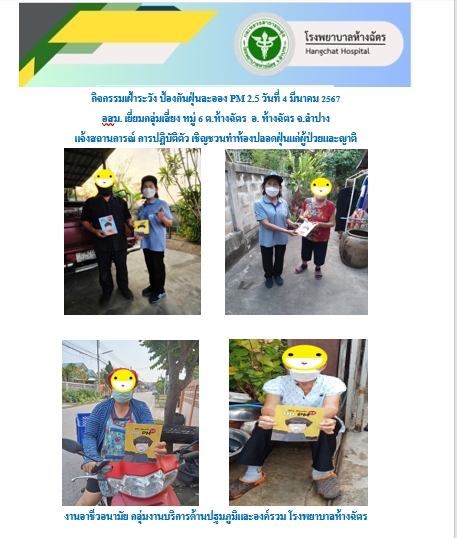 โรงพยาบาลห้างฉัตร
Hangchat Hospital
กิจกรรมเฝ้าระวัง ป้องกันฝุ่นละออง PM 2.5 วันที่ 4 มีนาคม 2567
อสม. เยี่ยมกลุ่มเสี่ยง หมู่ 6 ต.ห้างฉัตร อ. ห้างฉัตร จ.ลำปาง
แจ้งสถานการณ์ การปฏิบัติตัว เชิญชวนทำห้องปลอดฝุ่นแก่ผู้ป่วยและญาติ
งานอาชีวอนามัย กลุ่มงานบริการด้านปฐมภูมิและองค์รวม โรงพยาบาลห้างฉัตร